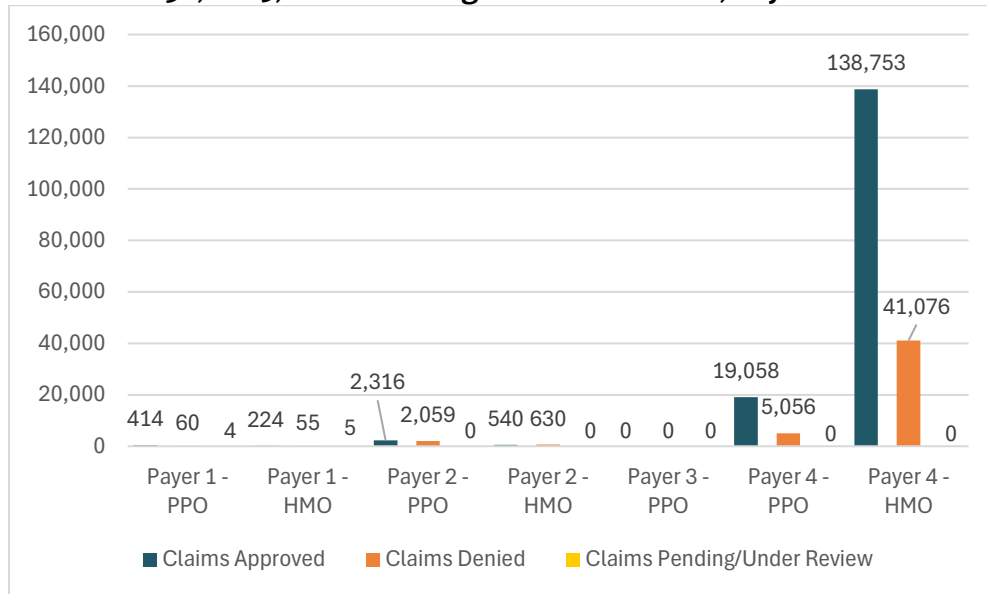 160,000
140,000
120,000
100,000
80,000
60,000
40,000
20,000
0
414 60 4 224 55 5 2,316 2,059 0 540 630 0 0 0 0 19,058 5,056 0 138,753 41,076 0
Payer 1 - PPO
Payer 1 - HMO
Payer 2 - PPO
Payer 2 - HMO
Payer 3 - PPO
Payer 4 - PPO
Payer 4 - HMO
Claims Approved Claims Denied Claims Pending/Under Review